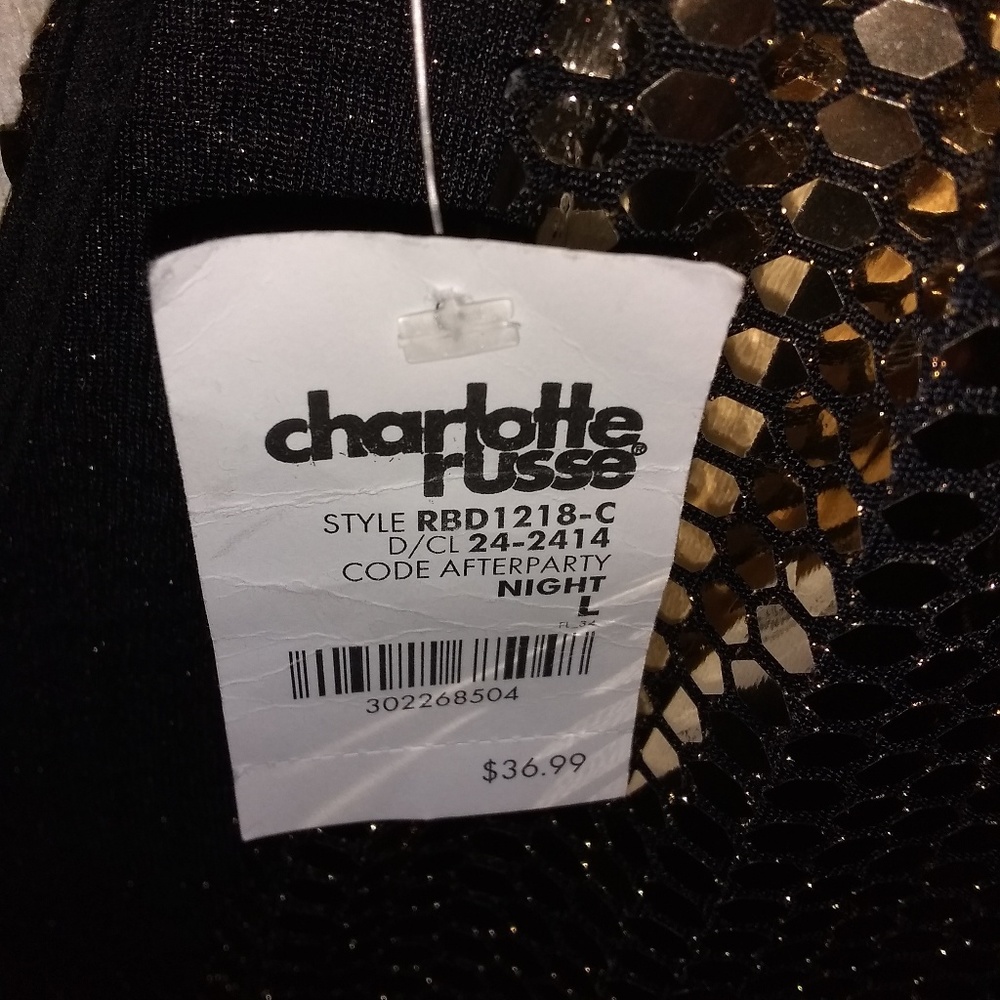 charlotte
russe®
STYLE RBD1218-C
D/CL 24-2414
CODE AFTERPARTY
NIGHT
L
302268504
$36.99